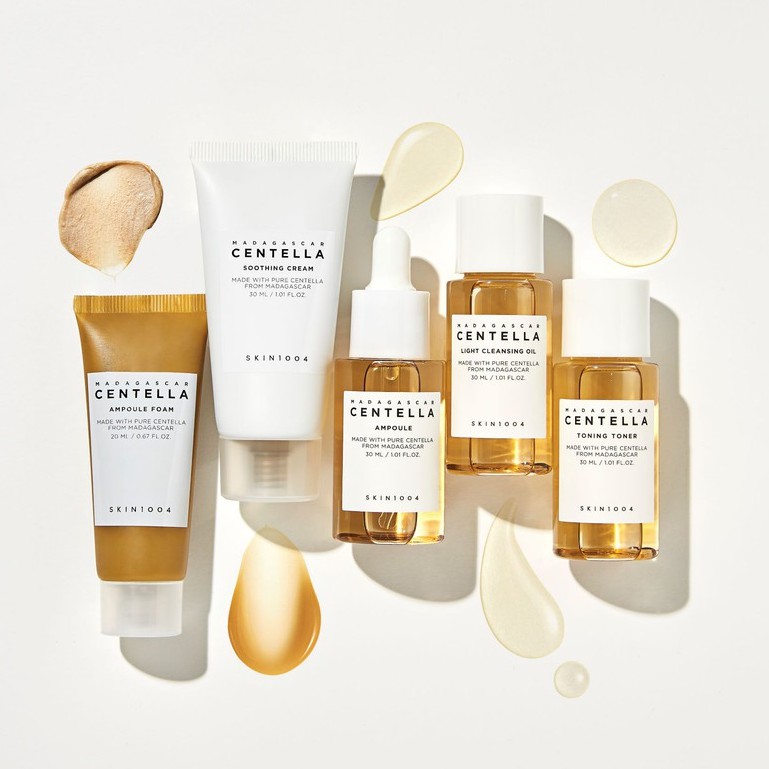 MADAGASCAR
CENTELLA
AMPOULE FOAM
MADE WITH PURE CENTELLA
FROM MADAGASCAR
20 ML / 0.67 FL.OZ.
SKIN1004
MADAGASCAR
CENTELLA
SOOTHING CREAM
MADE WITH PURE CENTELLA
FROM MADAGASCAR
30 ML / 1.01 FL.OZ.
SKIN1004
MADAGASCAR
CENTELLA
AMPOULE
MADE WITH PURE CENTELLA
FROM MADAGASCAR
30 ML / 1.01 FL.OZ.
SKIN1004
MADAGASCAR
CENTELLA
LIGHT CLEANSING OIL
MADE WITH PURE CENTELLA
FROM MADAGASCAR
30 ML / 1.01 FL.OZ.
SKIN1004
MADAGASCAR
CENTELLA
TONING TONER
MADE WITH PURE CENTELLA
FROM MADAGASCAR
30 ML / 1.01 FL.OZ.
SKIN1004